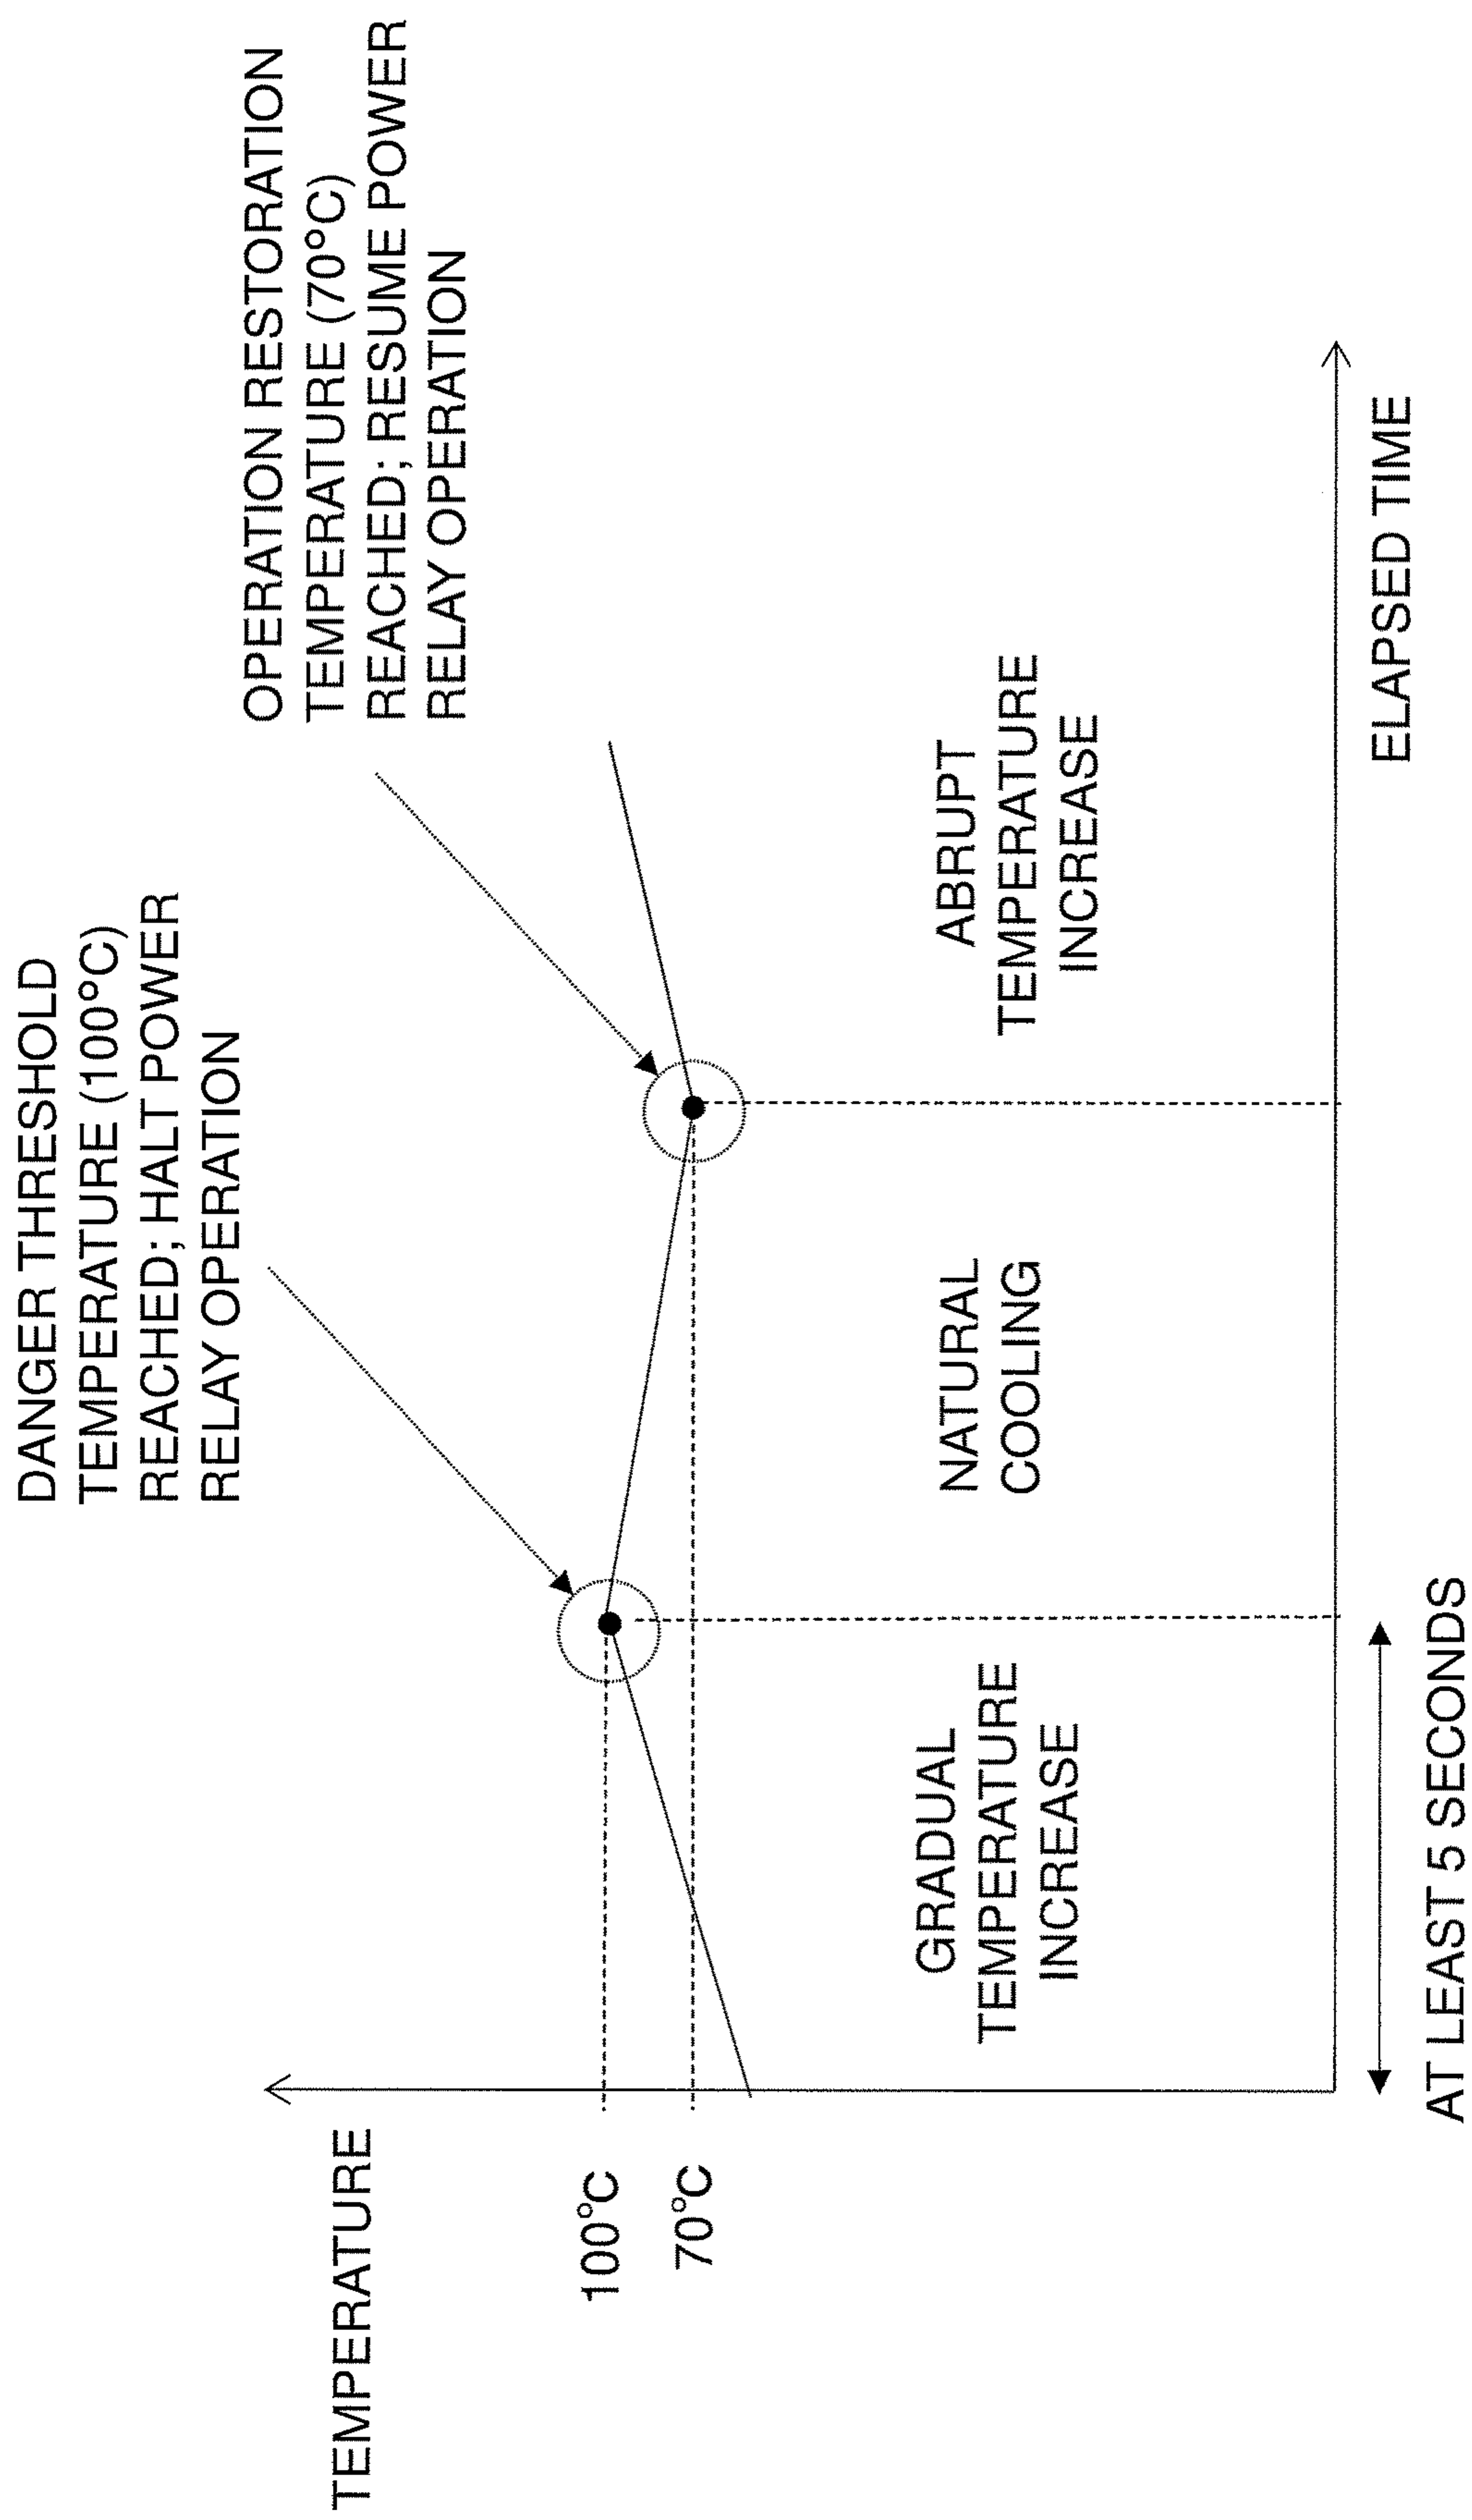 DANGER THRESHOLD
TEMPERATURE (100°C)
REACHED; HALT POWER
RELAY OPERATION
OPERATION RESTORATION
TEMPERATURE (70°C)
REACHED; RESUME POWER
RELAY OPERATION
TEMPERATURE
100°C
70°C
GRADUAL
TEMPERATURE
INCREASE
NATURAL
COOLING
ABRUPT
TEMPERATURE
INCREASE
AT LEAST 5 SECONDS
ELAPSED TIME